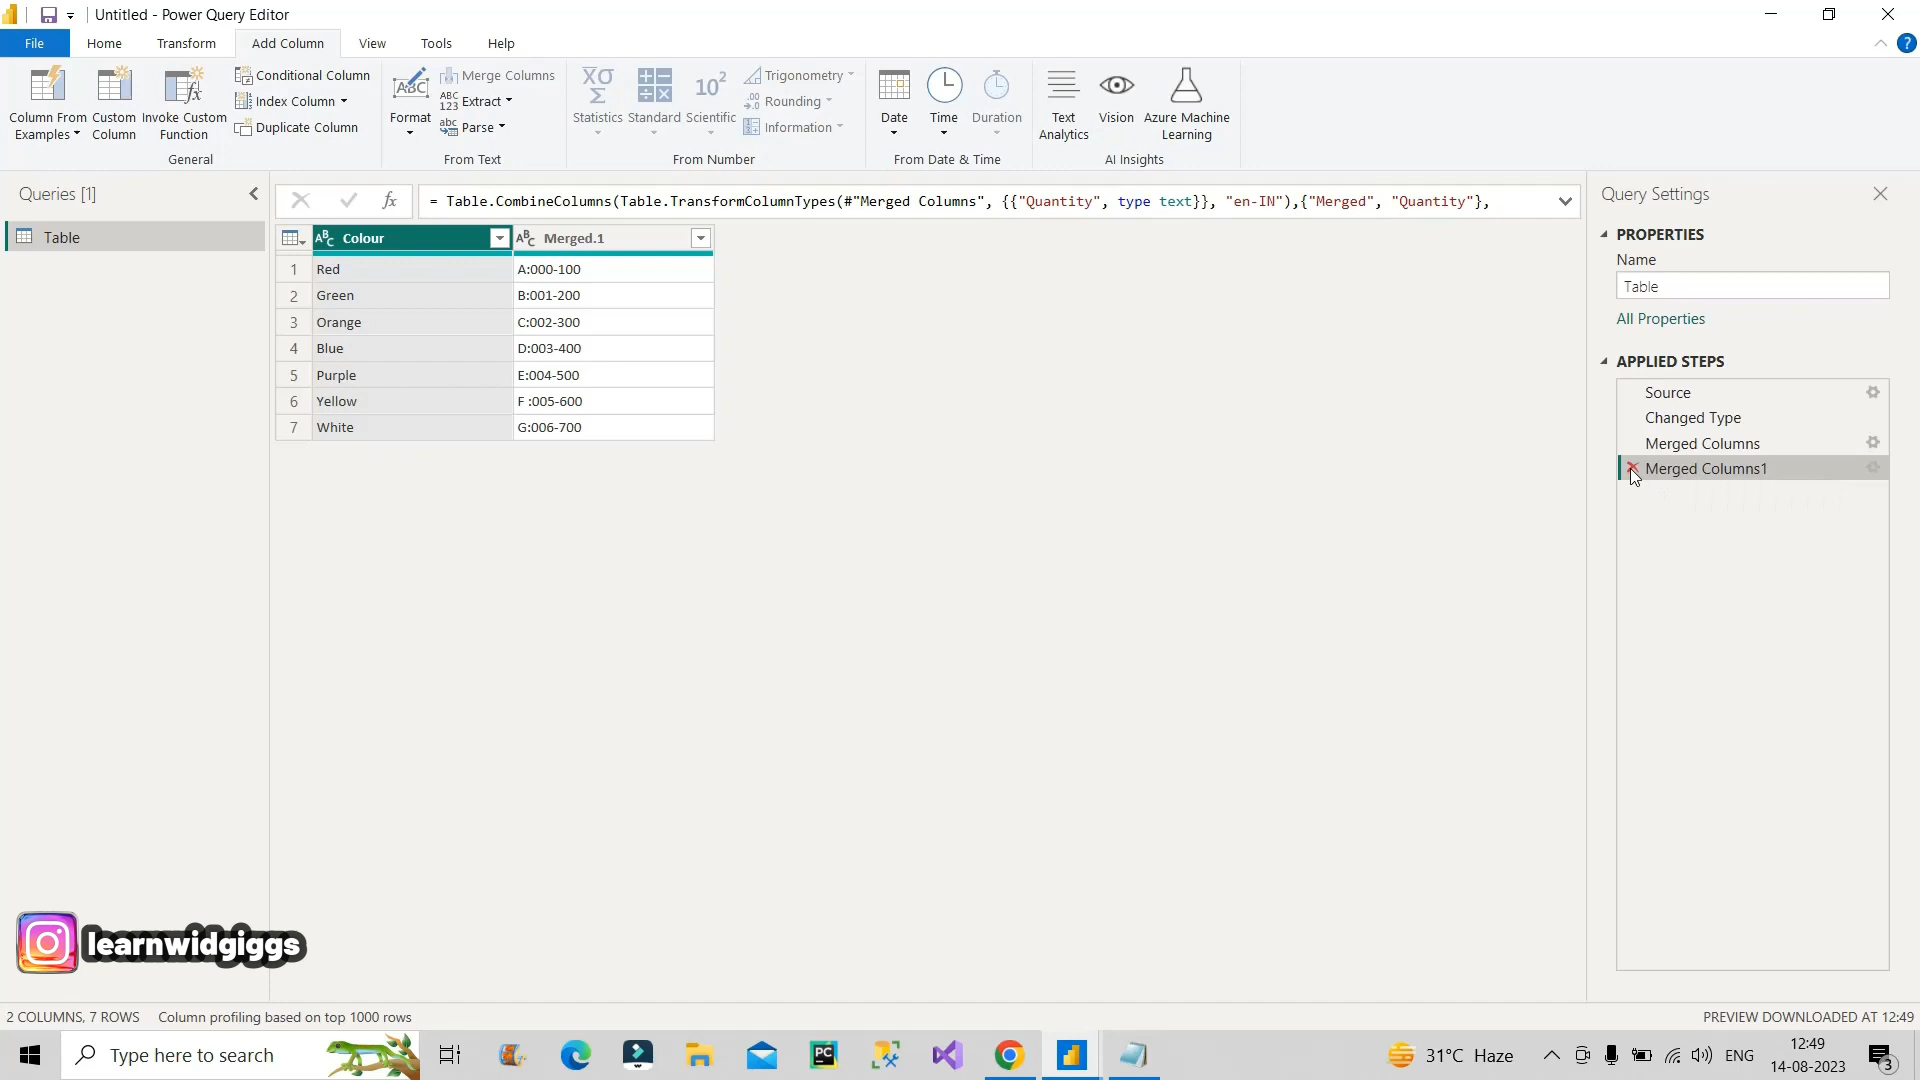 Untitled - Power Query Editor
File Home Transform Add Column View Tools Help
Column From Examples
Custom Column
Invoke Custom Function
Conditional Column
Index Column
Duplicate Column
General
Format
Merge Columns
Extract
Parse
From Text
Statistics
Standard
Scientific
Trigonometry
Rounding
Information
From Number
Date
Time
Duration
From Date & Time
Text Analytics
Vision
Azure Machine Learning
AI Insights
Queries [1]
Table
= Table.CombineColumns(Table.TransformColumnTypes(#"Merged Columns", {{"Quantity", type text}}, "en-IN"),{"Merged", "Quantity"},
Colour Merged.1
1 Red A:000-100
2 Green B:001-200
3 Orange C:002-300
4 Blue D:003-400
5 Purple E:004-500
6 Yellow F :005-600
7 White G:006-700
Query Settings
PROPERTIES
Name
Table
All Properties
APPLIED STEPS
Source
Changed Type
Merged Columns
Merged Columns1
learnwidgiggs
2 COLUMNS, 7 ROWS Column profiling based on top 1000 rows
PREVIEW DOWNLOADED AT 12:49
Type here to search
31°C Haze
ENG
12:49
14-08-2023
3